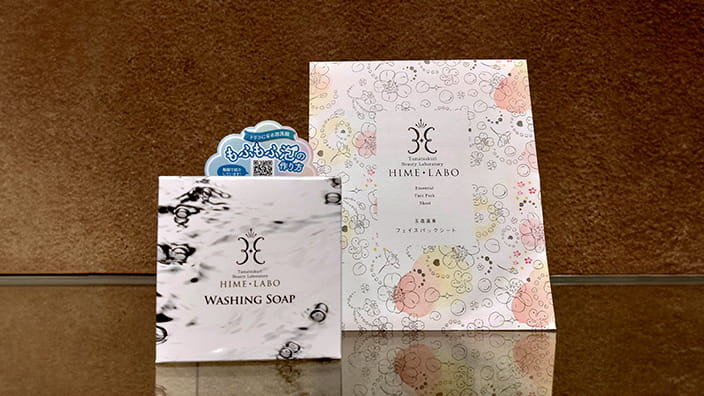 もふもふ泡の
作り方
Tamatsukuri
Beauty Laboratory
HIME・LABO
WASHING SOAP
Tamatsukuri
Beauty Laboratory
HIME・LABO
Essential
Face Pack
Sheet
玉造温泉
フェイスパックシート